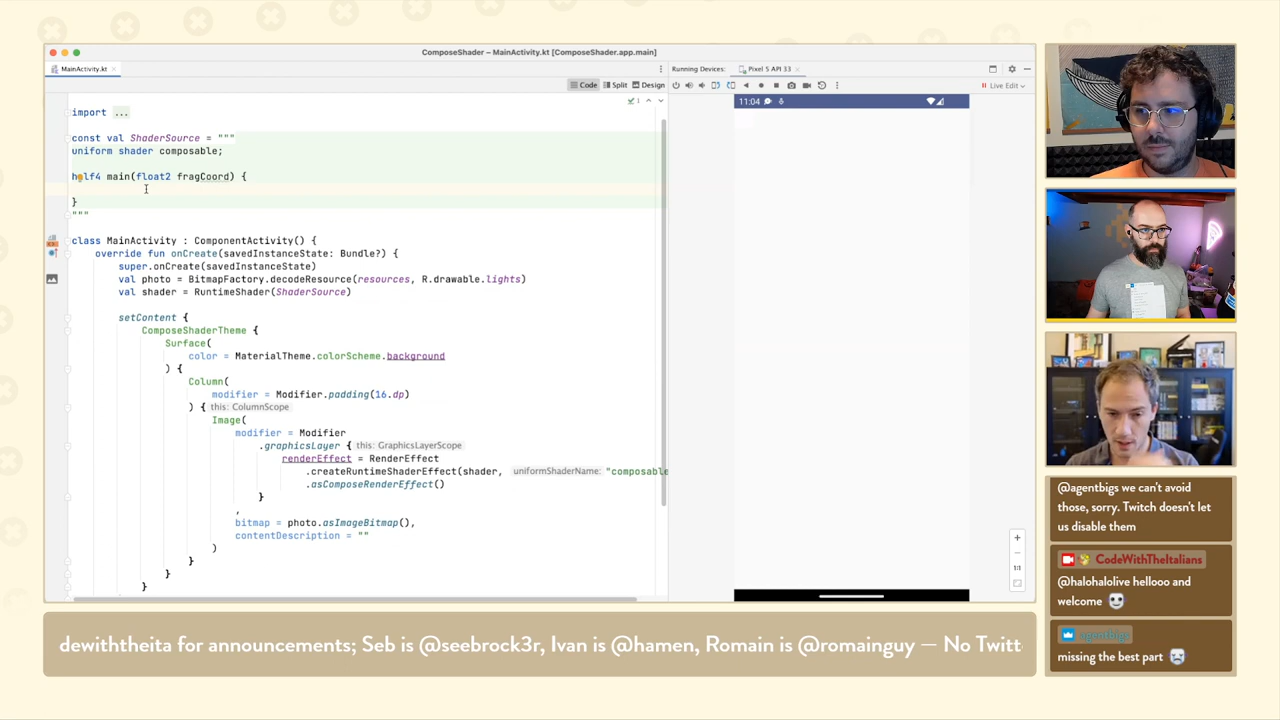 ComposeShader – MainActivity.kt [ComposeShader.app.main]
MainActivity.kt
Code Split Design
1
import ...
const val ShaderSource = """
uniform shader composable;
half4 main(float2 fragCoord) {
}
"""
class MainActivity : ComponentActivity() {
override fun onCreate(savedInstanceState: Bundle?) {
super.onCreate(savedInstanceState)
val photo = BitmapFactory.decodeResource(resources, R.drawable.lights)
val shader = RuntimeShader(ShaderSource)
setContent {
ComposeShaderTheme {
Surface(
color = MaterialTheme.colorScheme.background
) {
Column(
modifier = Modifier.padding(16.dp)
) { this: ColumnScope
Image(
modifier = Modifier
.graphicsLayer { this: GraphicsLayerScope
renderEffect = RenderEffect
.createRuntimeShaderEffect(shader, uniformShaderName: "composable
.asComposeRenderEffect()
}
,
bitmap = photo.asImageBitmap(),
contentDescription = ""
)
}
}
}
Running Devices: Pixel 5 API 33
Live Edit
11:04
1:1
@agentbigs we can't avoid
those, sorry. Twitch doesn't let
us disable them
CodeWithTheItalians
@halohalolive hellooo and
welcome
agentbigs
missing the best part
dewiththeita for announcements; Seb is @seebrock3r, Ivan is @hamen, Romain is @romainguy — No Twitt